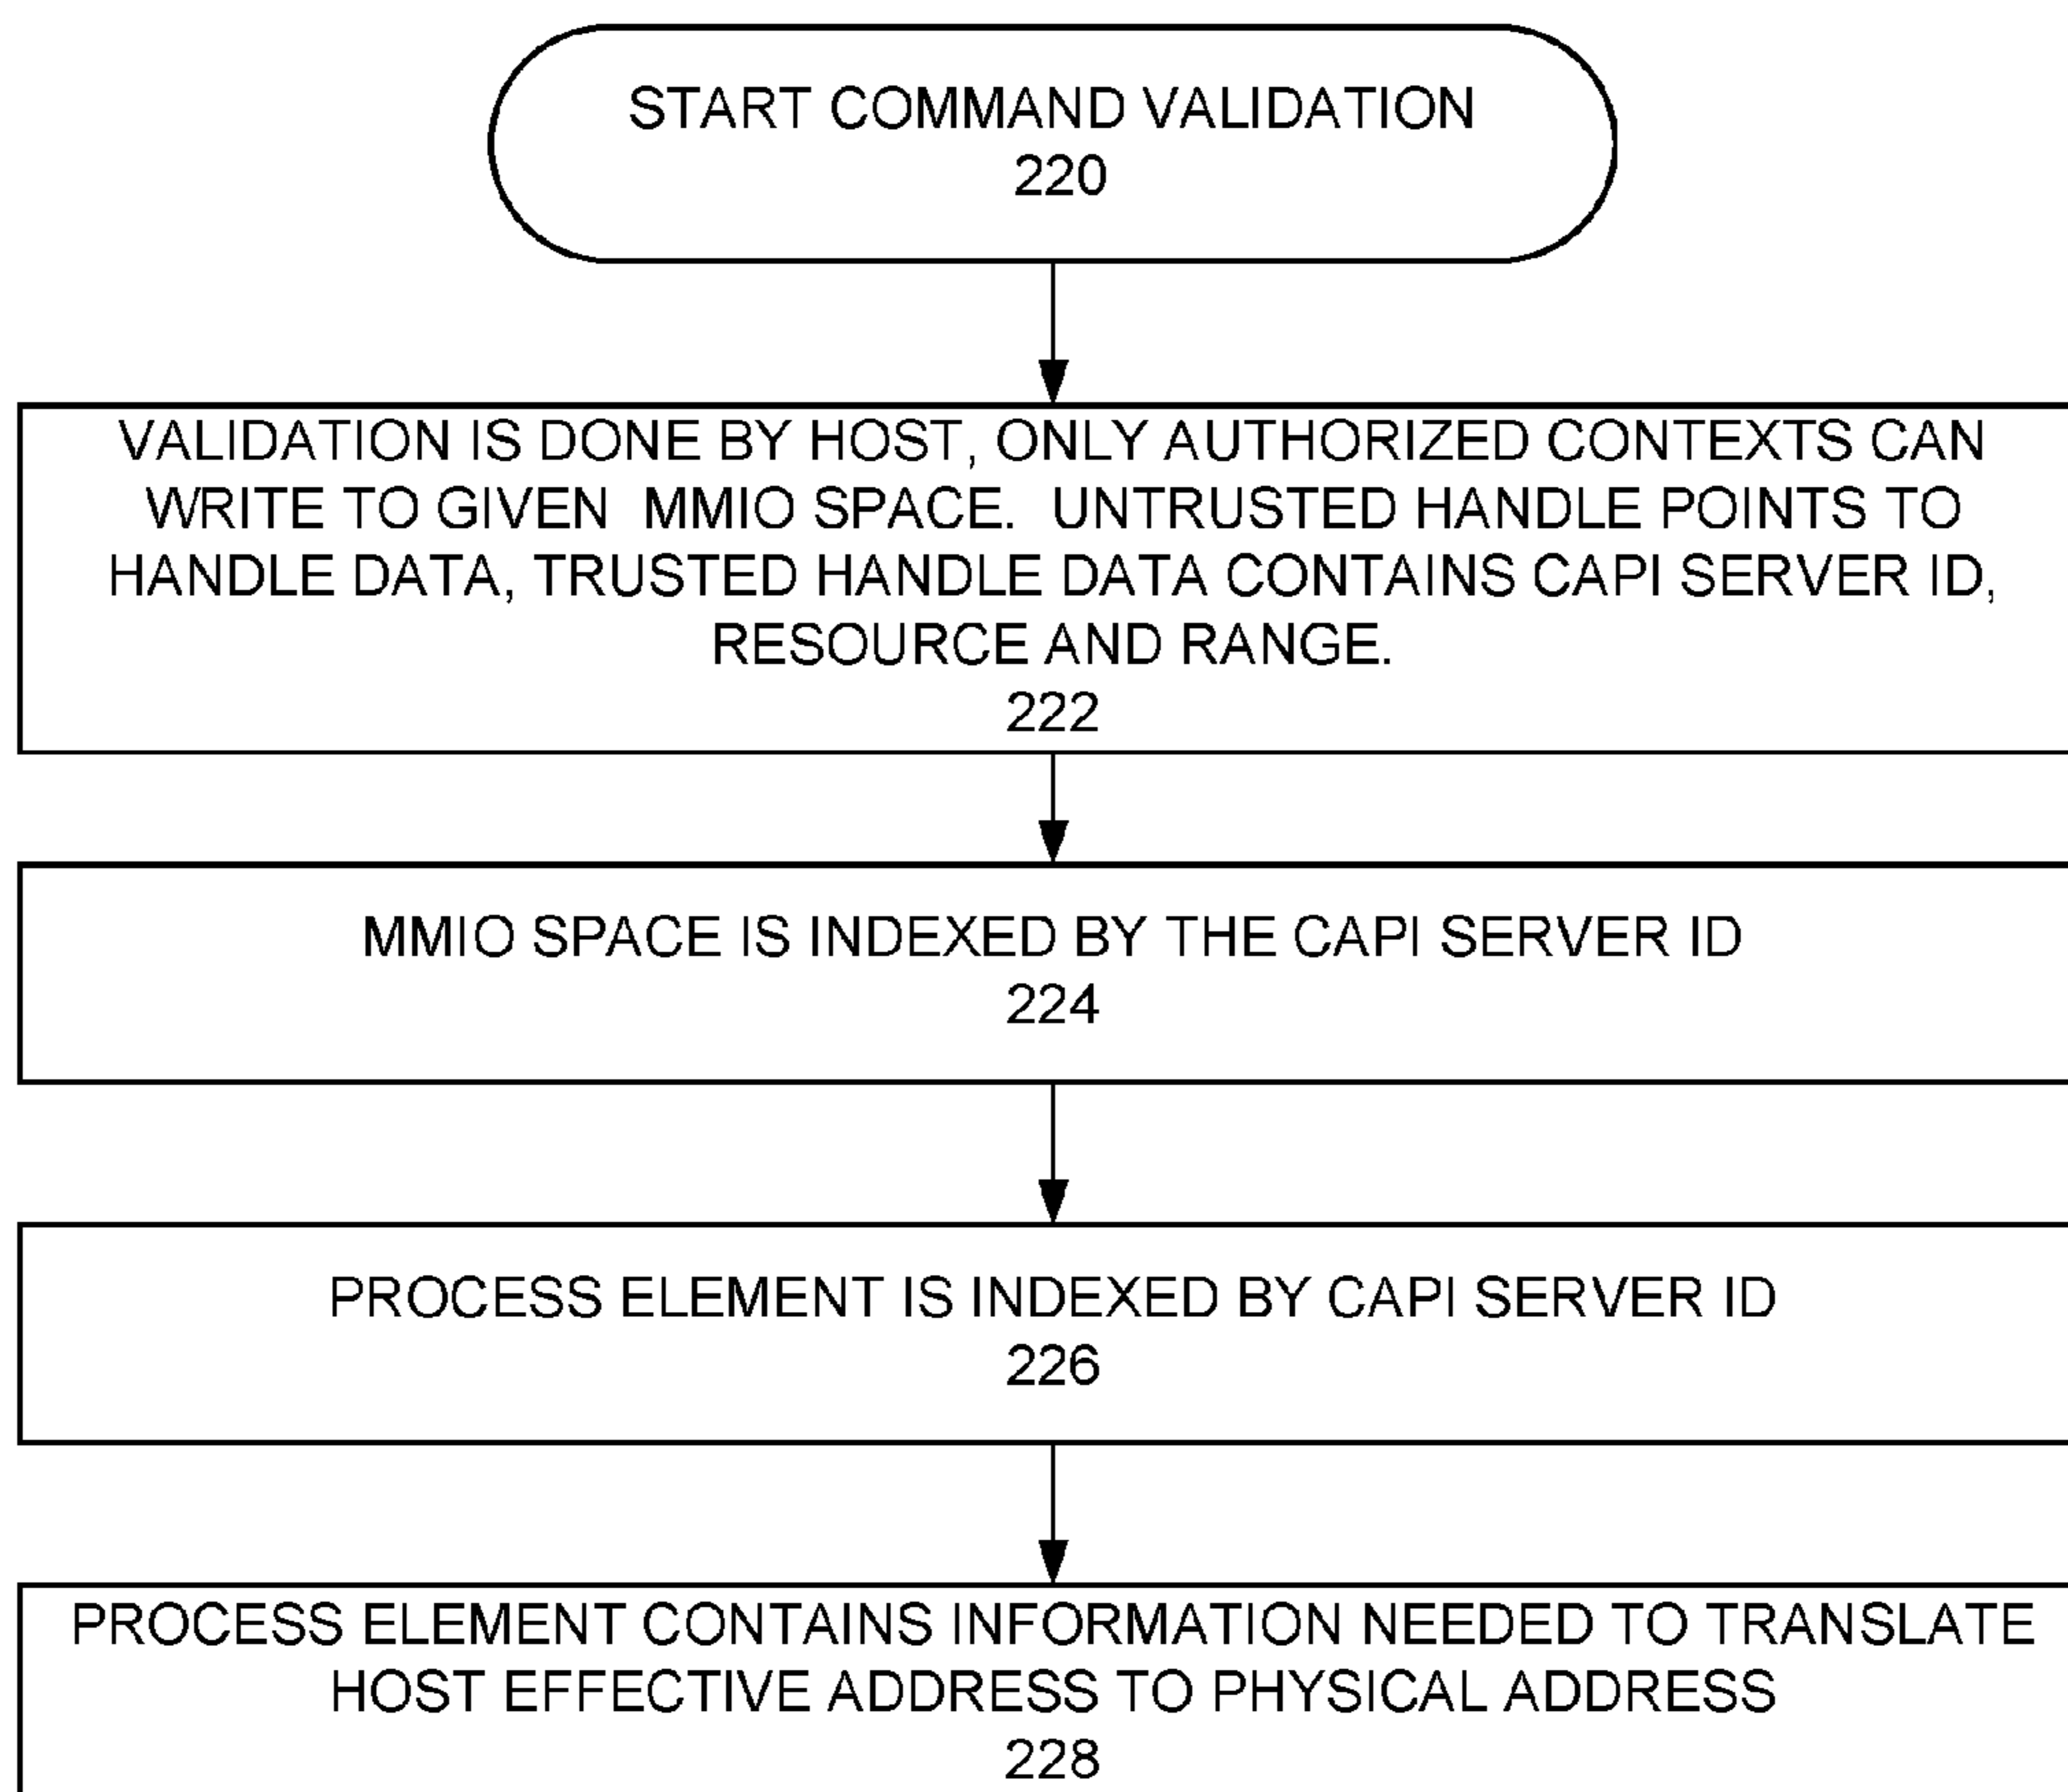 START COMMAND VALIDATION
220
VALIDATION IS DONE BY HOST, ONLY AUTHORIZED CONTEXTS CAN
WRITE TO GIVEN MMIO SPACE. UNTRUSTED HANDLE POINTS TO
HANDLE DATA, TRUSTED HANDLE DATA CONTAINS CAPI SERVER ID,
RESOURCE AND RANGE.
222
MMIO SPACE IS INDEXED BY THE CAPI SERVER ID
224
PROCESS ELEMENT IS INDEXED BY CAPI SERVER ID
226
PROCESS ELEMENT CONTAINS INFORMATION NEEDED TO TRANSLATE
HOST EFFECTIVE ADDRESS TO PHYSICAL ADDRESS
228